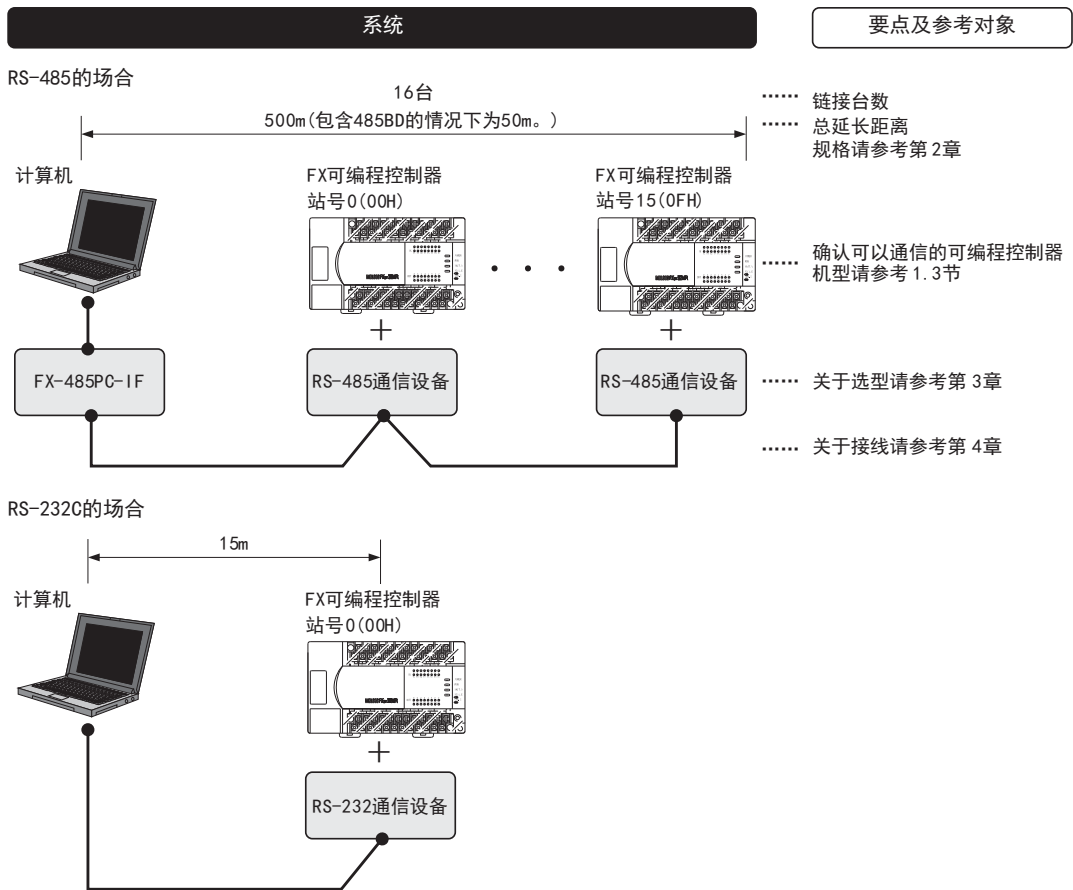 系统
要点及参考对象
RS-485的场合
16台
500m(包含485BD的情况下为50m。)
…… 链接台数
…… 总延长距离
规格请参考第2章
计算机
FX可编程控制器
站号0(00H)
FX可编程控制器
站号15(0FH)
…… 确认可以通信的可编程控制器
机型请参考1.3节
+
+
FX-485PC-IF
RS-485通信设备
RS-485通信设备
…… 关于选型请参考第3章
…… 关于接线请参考第4章
RS-232C的场合
15m
计算机
FX可编程控制器
站号0(00H)
+
RS-232通信设备